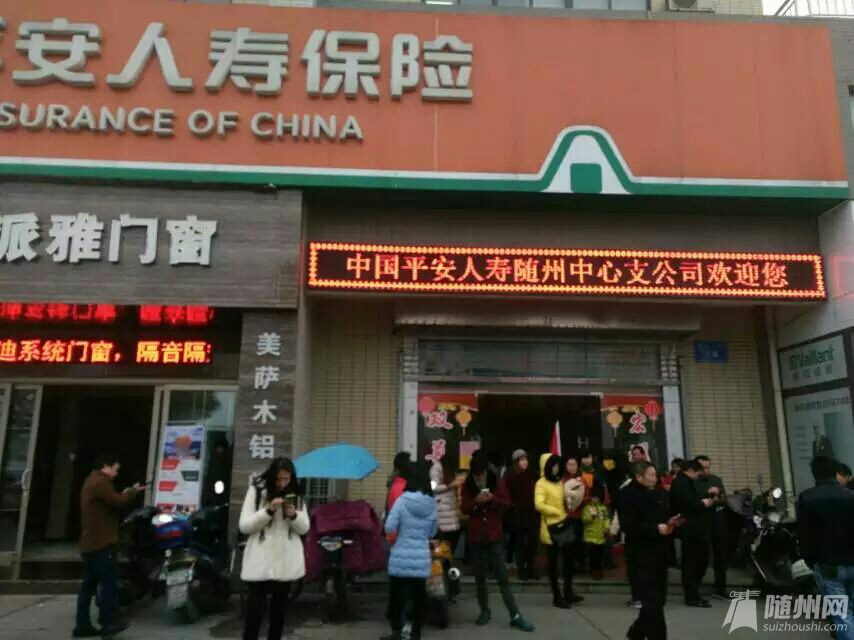 安人寿保险
SURANCE OF CHINA
派雅门窗
中国平安人寿随州中心支公司欢迎您
迪系统门窗，隔音隔
美萨木铝
Vaillant
随州网
suizhoushi.com